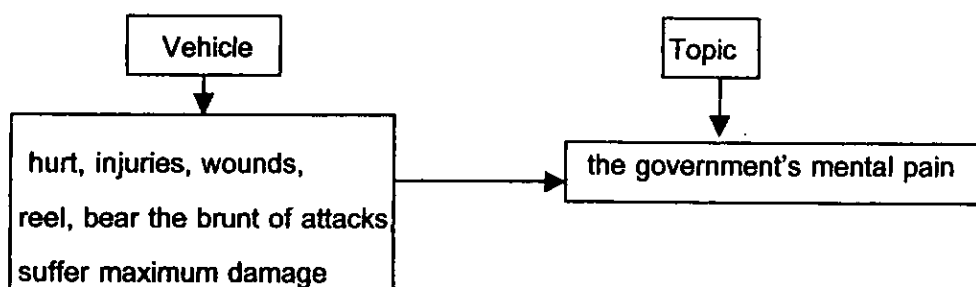 Vehicle
Topic
hurt, injuries, wounds,
reel, bear the brunt of attacks
suffer maximum damage
the government's mental pain